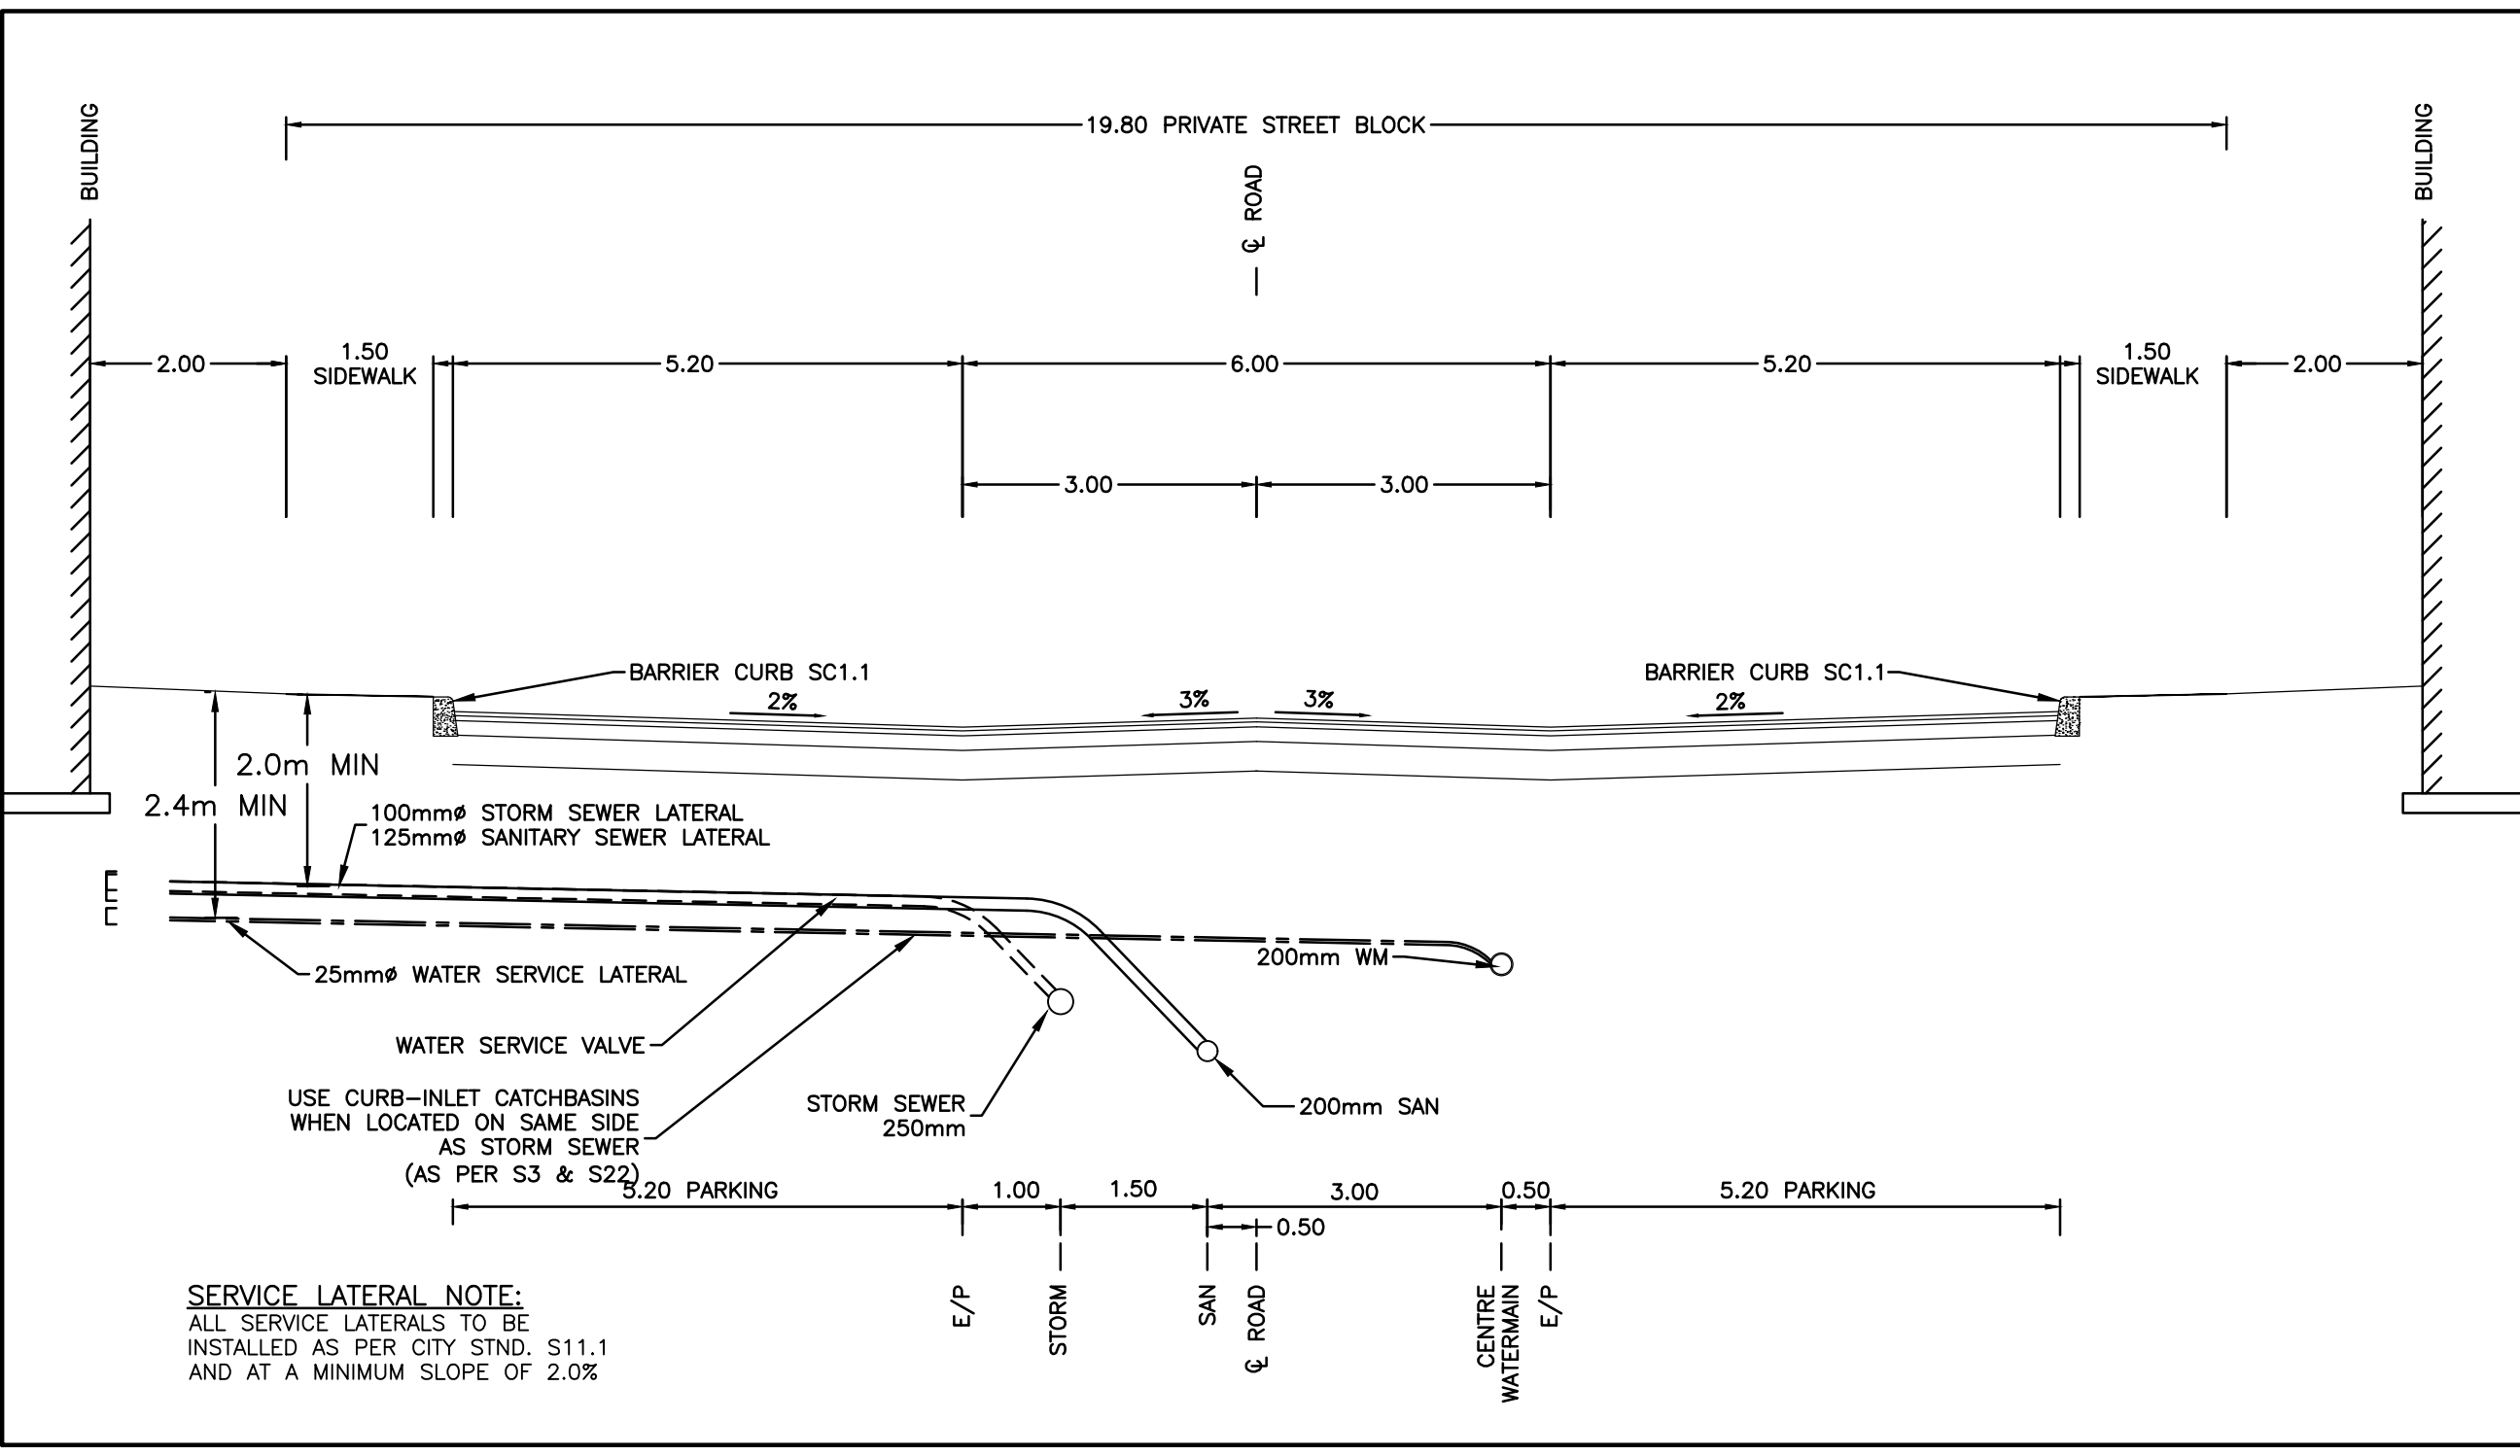 BUILDING
19.80 PRIVATE STREET BLOCK
BUILDING
℄ ROAD
2.00
1.50
SIDEWALK
5.20
6.00
5.20
1.50
SIDEWALK
2.00
3.00
3.00
BARRIER CURB SC1.1
BARRIER CURB SC1.1
2%
3%
3%
2%
2.0m MIN
2.4m MIN
100mmø STORM SEWER LATERAL
125mmø SANITARY SEWER LATERAL
200mm WM
25mmø WATER SERVICE LATERAL
WATER SERVICE VALVE
USE CURB-INLET CATCHBASINS
WHEN LOCATED ON SAME SIDE
AS STORM SEWER
(AS PER S3 & S22)
STORM SEWER
250mm
200mm SAN
5.20 PARKING
1.00
1.50
3.00
0.50
5.20 PARKING
0.50
E/P
STORM
SAN
℄ ROAD
CENTRE
WATERMAIN
E/P
SERVICE LATERAL NOTE:
ALL SERVICE LATERALS TO BE
INSTALLED AS PER CITY STND. S11.1
AND AT A MINIMUM SLOPE OF 2.0%